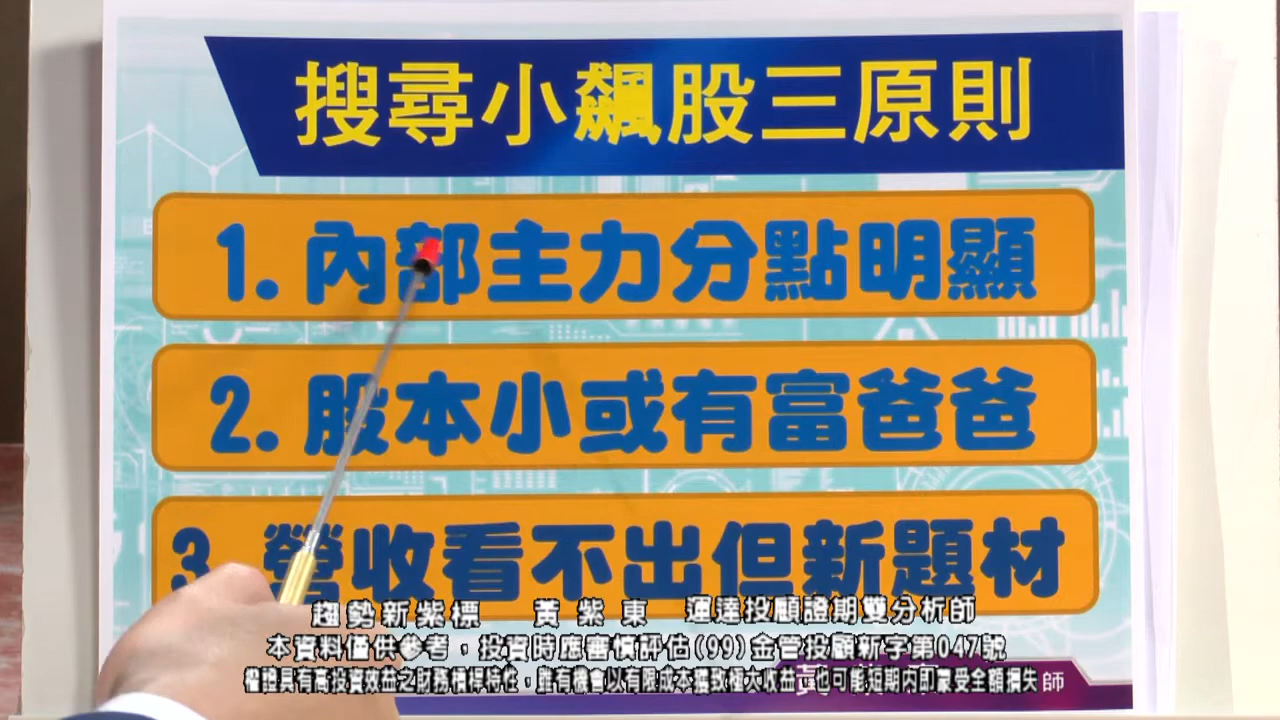 搜尋小飆股三原則
1.內部主力分點明顯
2.股本小或有富爸爸
3.營收看不出但新題材
趨勢新紫標 黃紫東 運達投顧證期雙分析師
本資料僅供參考，投資時應審慎評估(99)金管投顧新字第047號
權證具有高投資效益之財務槓桿特性，雖有機會以有限成本獲致極大收益，也可能短期內即蒙受全額損失
師